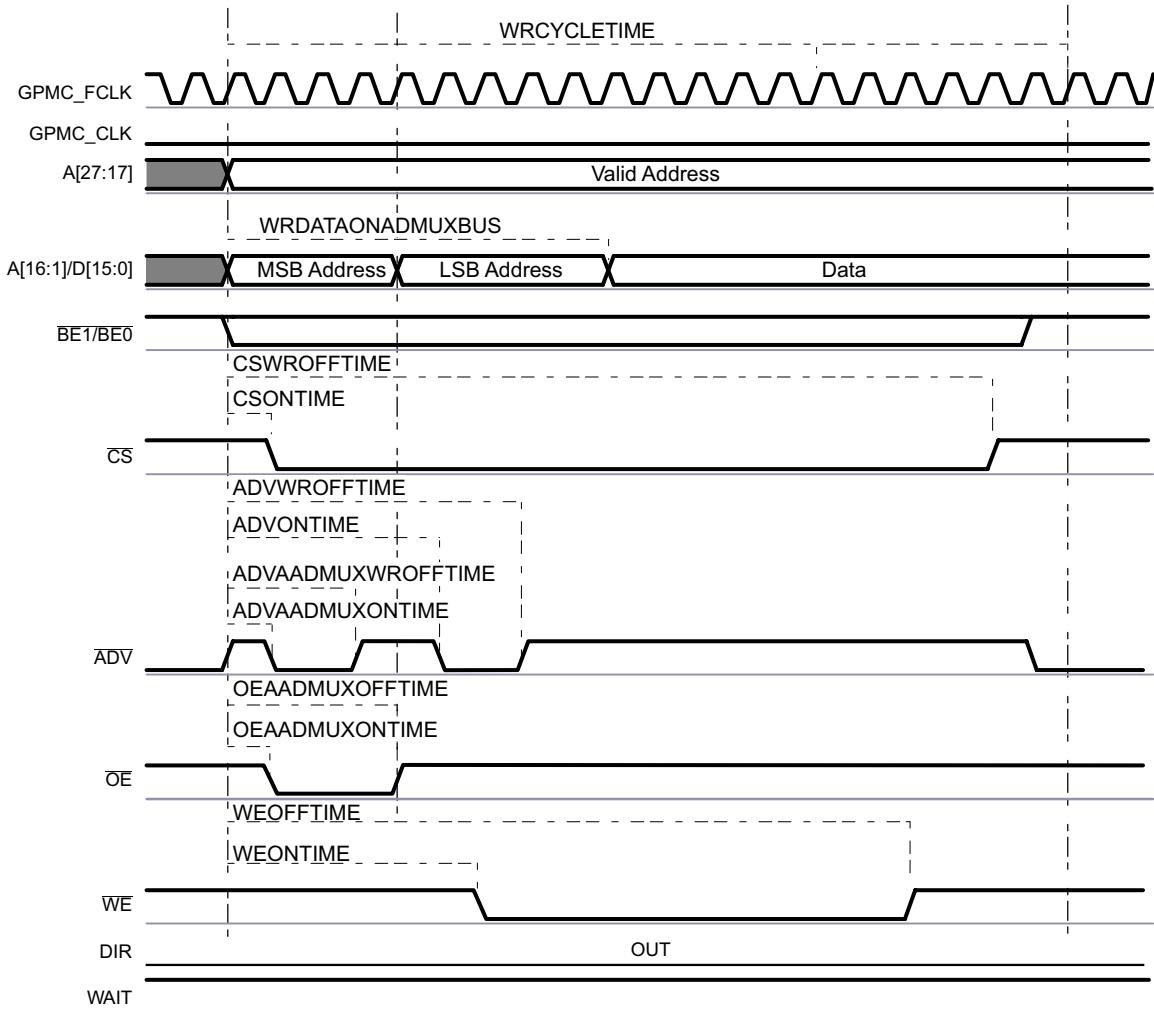 WRCYCLETIME
GPMC_FCLK
GPMC_CLK
A[27:17]
Valid Address
WRDATAONADMUXBUS
A[16:1]/D[15:0]
MSB Address
LSB Address
Data
BE1/BE0
CSWROFFTIME
CSONTIME
CS
ADVWROFFTIME
ADVONTIME
ADVAADMUXWROFFTIME
ADVAADMUXONTIME
ADV
OEAADMUXOFFTIME
OEAADMUXONTIME
OE
WEOFFTIME
WEONTIME
WE
DIR
OUT
WAIT